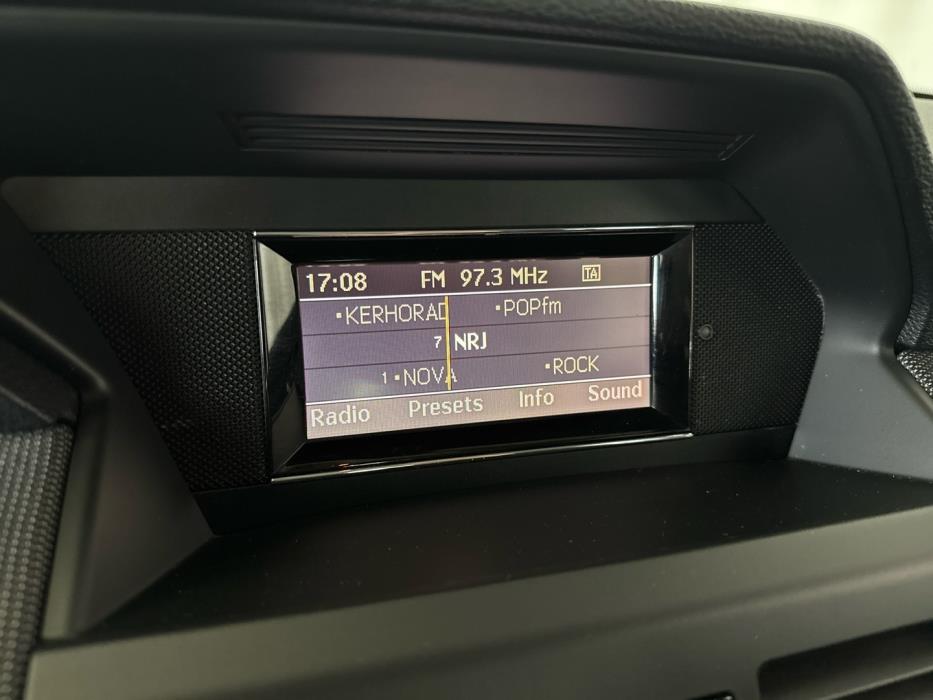 17:08 FM 97.3 MHz TA
▪KERHORAD ▪POPfm
7 NRJ
1▪NOVA ▪ROCK
Radio Presets Info Sound